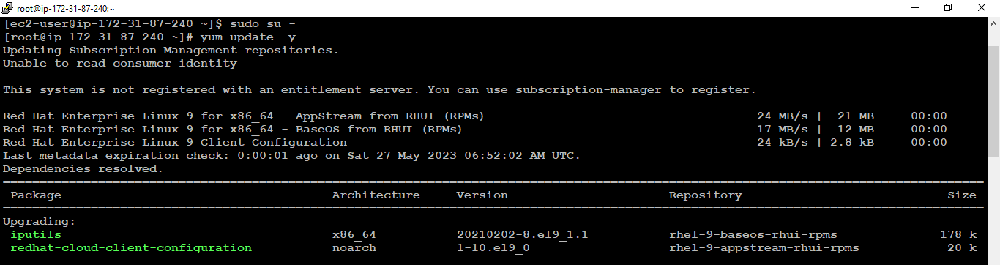 root@ip-172-31-87-240:~
[ec2-user@ip-172-31-87-240 ~]$ sudo su -
[root@ip-172-31-87-240 ~]# yum update -y
Updating Subscription Management repositories.
Unable to read consumer identity
This system is not registered with an entitlement server. You can use subscription-manager to register.
Red Hat Enterprise Linux 9 for x86_64 - AppStream from RHUI (RPMs) 24 MB/s | 21 MB 00:00
Red Hat Enterprise Linux 9 for x86_64 - BaseOS from RHUI (RPMs) 17 MB/s | 12 MB 00:00
Red Hat Enterprise Linux 9 Client Configuration 24 kB/s | 2.8 kB 00:00
Last metadata expiration check: 0:00:01 ago on Sat 27 May 2023 06:52:02 AM UTC.
Dependencies resolved.
Package Architecture Version Repository Size
Upgrading:
iputils x86_64 20210202-8.el9_1.1 rhel-9-baseos-rhui-rpms 178 k
redhat-cloud-client-configuration noarch 1-10.el9_0 rhel-9-appstream-rhui-rpms 20 k